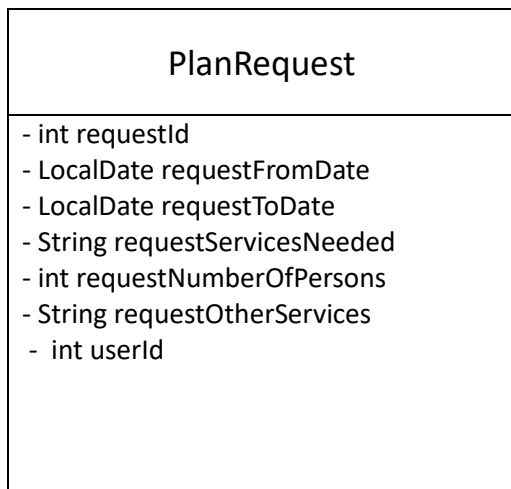 PlanRequest
- int requestId
- LocalDate requestFromDate
- LocalDate requestToDate
- String requestServicesNeeded
- int requestNumberOfPersons
- String requestOtherServices
- int userId